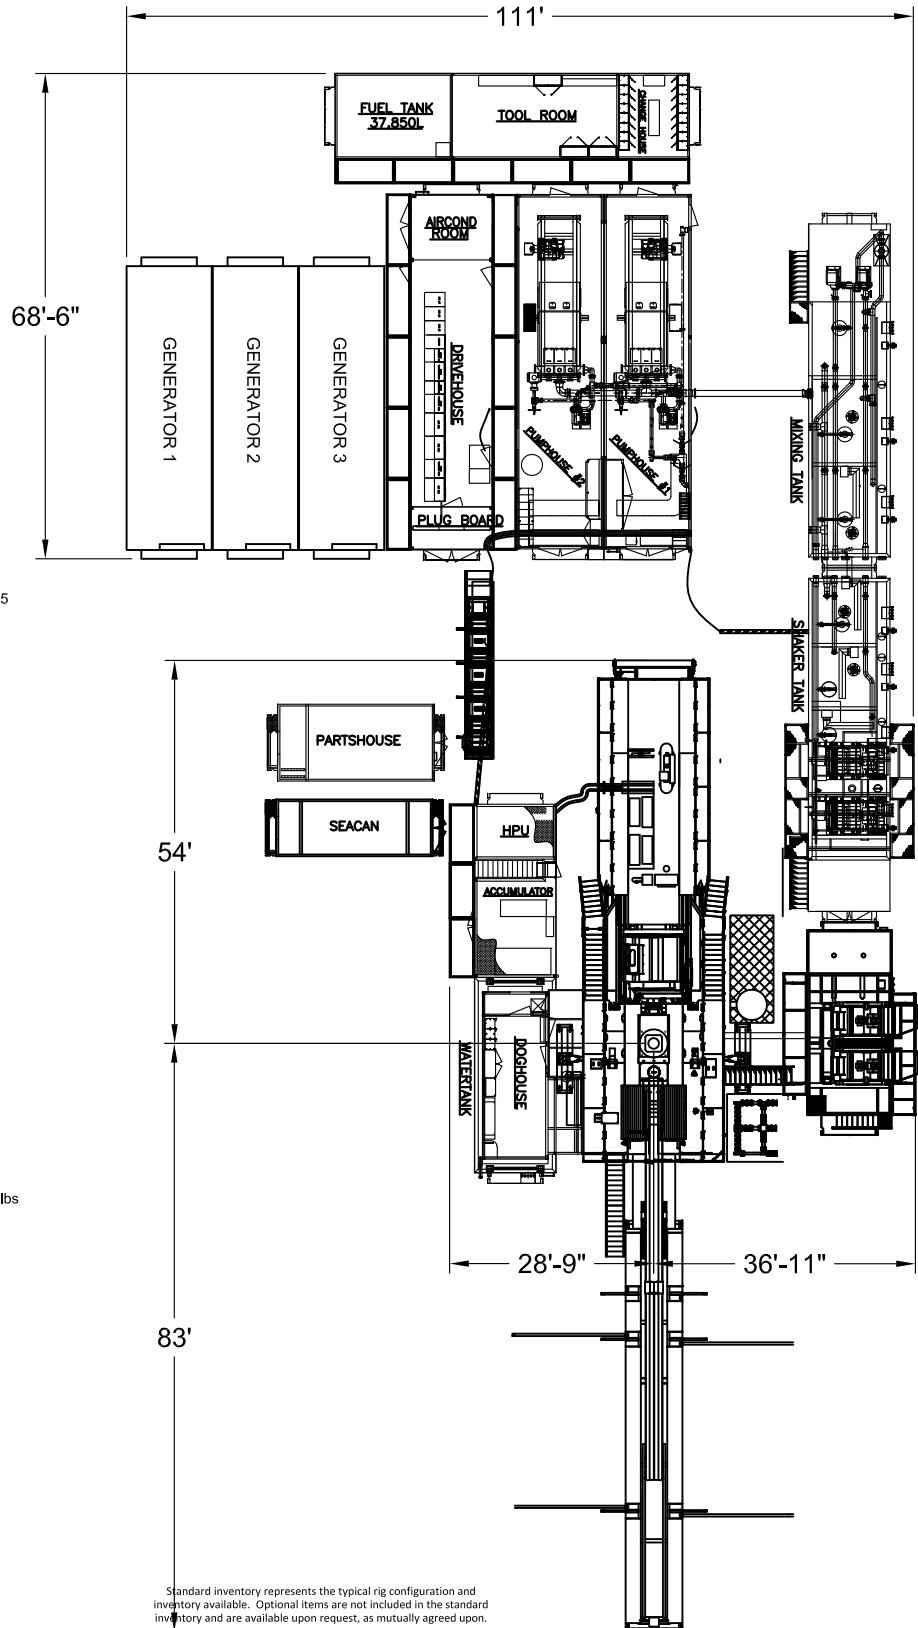 111'
FUEL TANK
37.850L
TOOL ROOM
CHANGE HOUSE
68'-6"
AIRCOND
ROOM
GENERATOR 1
GENERATOR 2
GENERATOR 3
DRIVEHOUSE
PUMPHOUSE #2
PUMPHOUSE #1
MIXING TANK
PLUG BOARD
5
SHAKER TANK
PARTSHOUSE
SEACAN
HPU
54'
ACCUMULATOR
WATERTANK
DOGHOUSE
lbs
28'-9"
36'-11"
83'
Standard inventory represents the typical rig configuration and
inventory available. Optional items are not included in the standard
inventory and are available upon request, as mutually agreed upon.